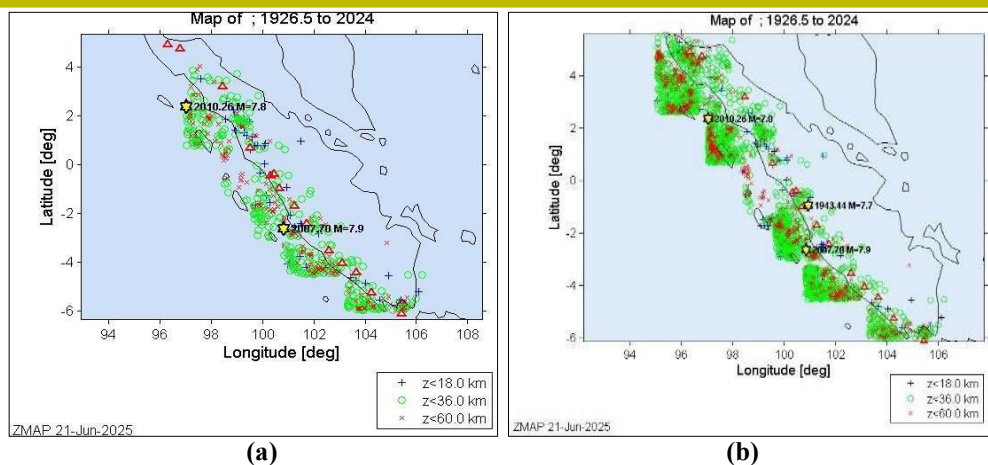 Map of ; 1926.5 to 2024
4
2
0
-2
-4
-6
Latitude [deg]
2010.26 M=7.8
2007.70 M=7.9
94
96
98
100
102
104
106
Longitude [deg]
+ z<18.0 km
○ z<36.0 km
× z<60.0 km
ZMAP 21-Jun-2025
(a)
Map of ; 1926.5 to 2024
4
2
0
-2
-4
-6
Latitude [deg]
2010.26 M=7.0
1943.44 M=7.7
2007.70 M=7.9
94
96
98
100
102
104
106
Longitude [deg]
+ z<18.0 km
○ z<36.0 km
× z<60.0 km
ZMAP 21-Jun-2025
(b)